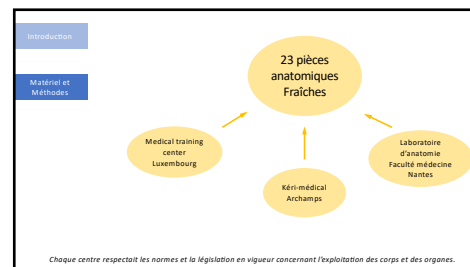 Introduction
Matériel et
Méthodes
23 pièces
anatomiques
Fraîches
Medical training
center
Luxembourg
Kéri-médical
Archamps
Laboratoire
d'anatomie
Faculté médecine
Nantes
Chaque centre respectait les normes et la législation en vigueur concernant l'exploitation des corps et des organes.